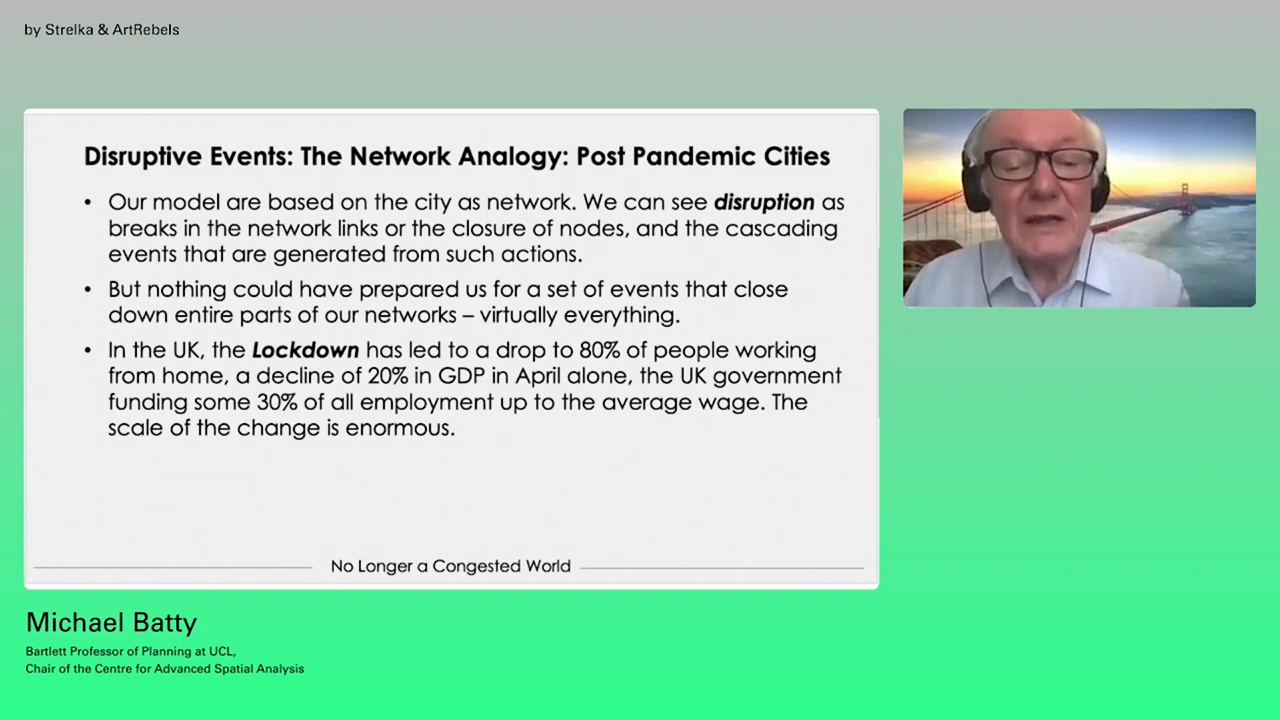 by Strelka & ArtRebels
Disruptive Events: The Network Analogy: Post Pandemic Cities
• Our model are based on the city as network. We can see disruption as
breaks in the network links or the closure of nodes, and the cascading
events that are generated from such actions.
• But nothing could have prepared us for a set of events that close
down entire parts of our networks – virtually everything.
• In the UK, the Lockdown has led to a drop to 80% of people working
from home, a decline of 20% in GDP in April alone, the UK government
funding some 30% of all employment up to the average wage. The
scale of the change is enormous.
No Longer a Congested World
Michael Batty
Bartlett Professor of Planning at UCL,
Chair of the Centre for Advanced Spatial Analysis